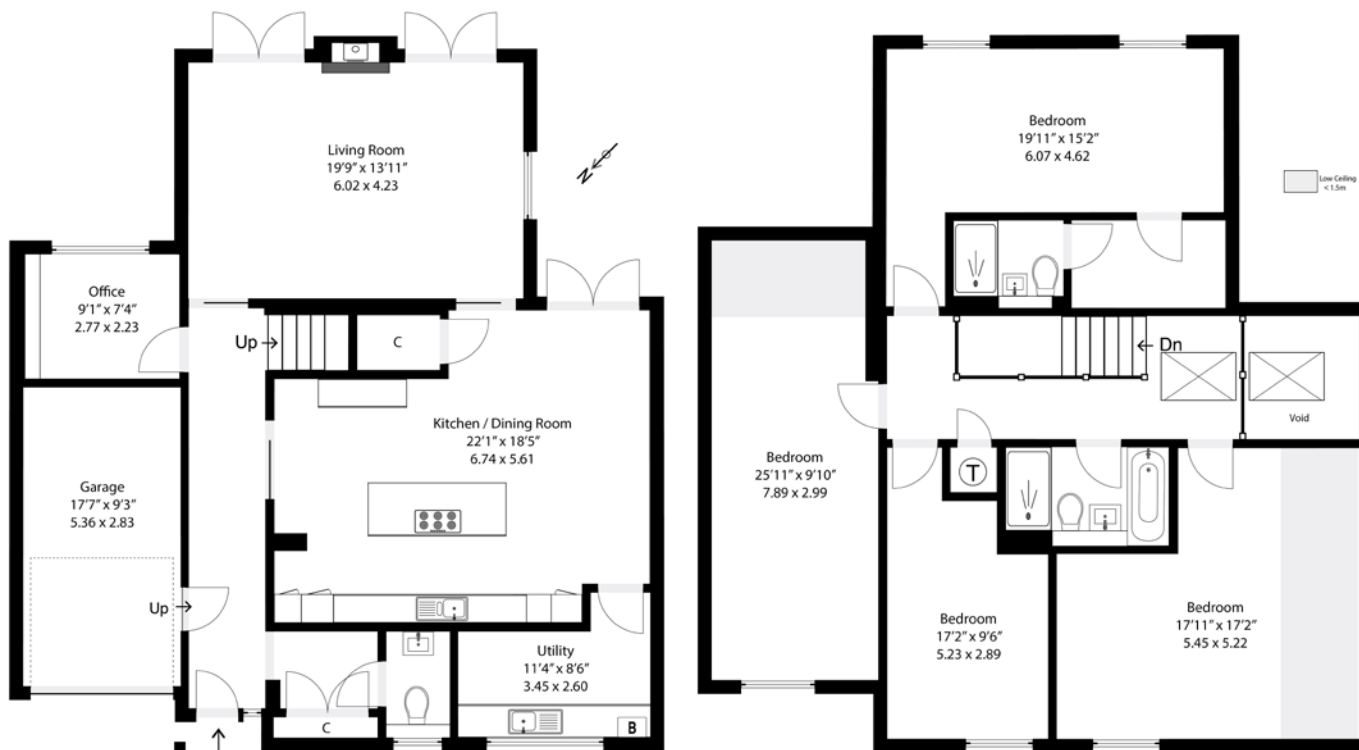 Living Room
19'9" x 13'11"
6.02 x 4.23
N
Office
9'1" x 7'4"
2.77 x 2.23
Up
C
Kitchen / Dining Room
22'1" x 18'5"
6.74 x 5.61
Garage
17'7" x 9'3"
5.36 x 2.83
Up
Utility
11'4" x 8'6"
3.45 x 2.60
C
B
Bedroom
19'11" x 15'2"
6.07 x 4.62
Low Ceiling
< 1.5m
Dn
Void
Bedroom
25'11" x 9'10"
7.89 x 2.99
T
Bedroom
17'2" x 9'6"
5.23 x 2.89
Bedroom
17'11" x 17'2"
5.45 x 5.22